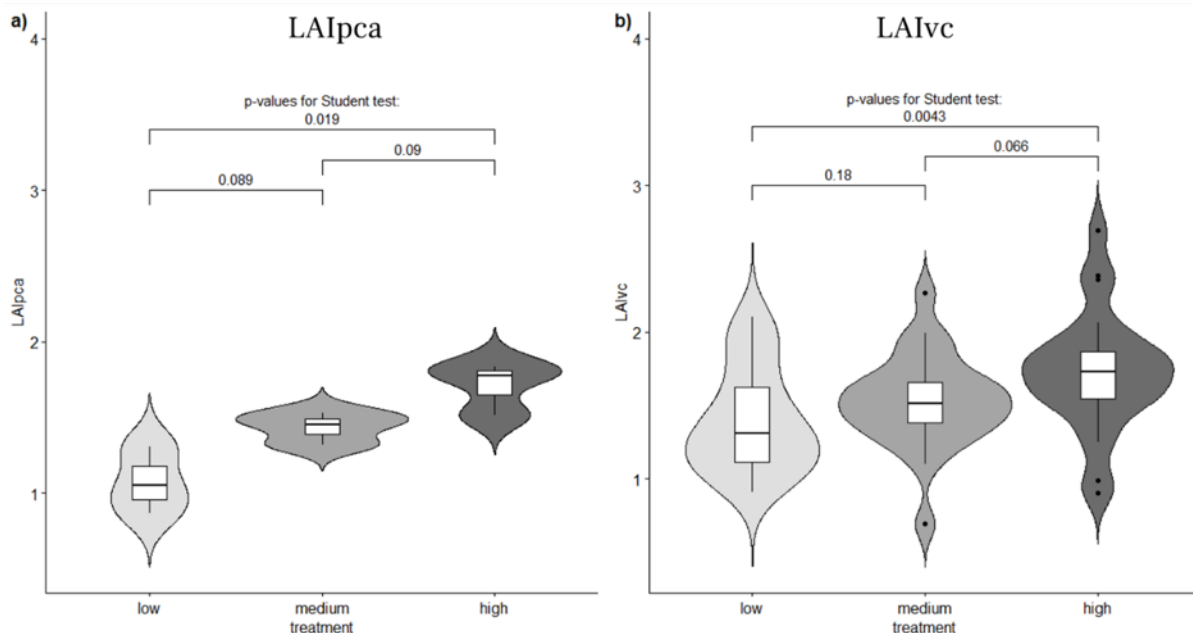 a)
LAIpca
4
p-values for Student test:
0.019
0.09
0.089
3
2
1
LAIpca
low
medium
high
treatment
b)
LAIvc
4
p-values for Student test:
0.0043
0.066
0.18
3
2
1
LAIvc
low
medium
high
treatment